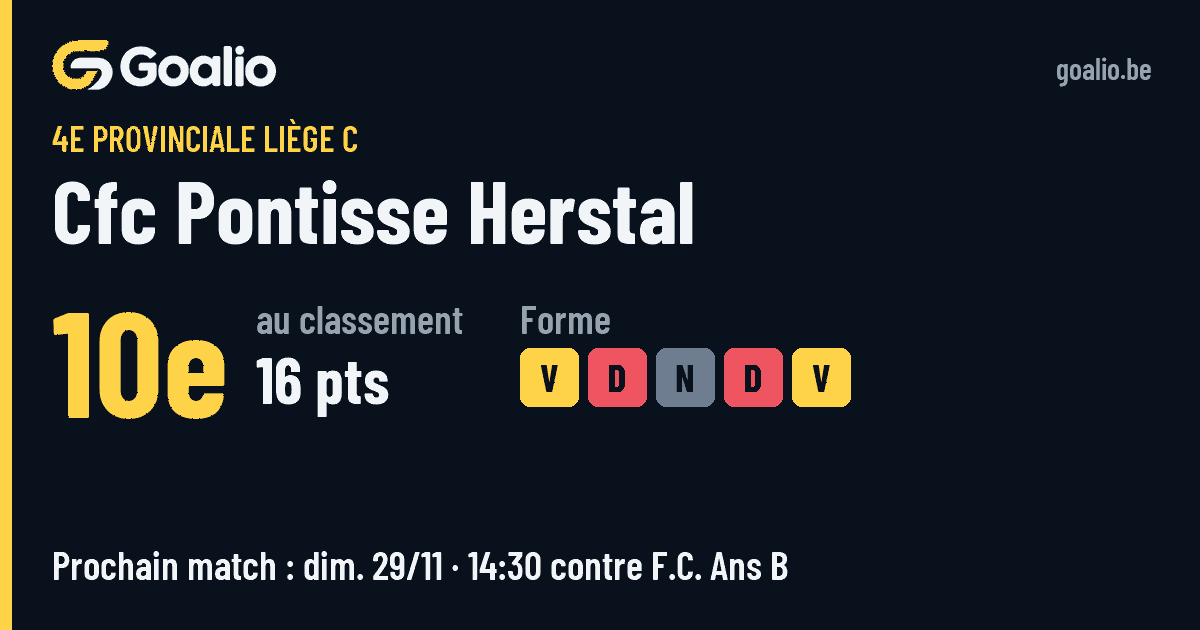 Goalio
goalio.be
4E PROVINCIALE LIÈGE C
Cfc Pontisse Herstal
10e
au classement
16 pts
Forme
V D N D V
Prochain match : dim. 29/11 · 14:30 contre F.C. Ans B